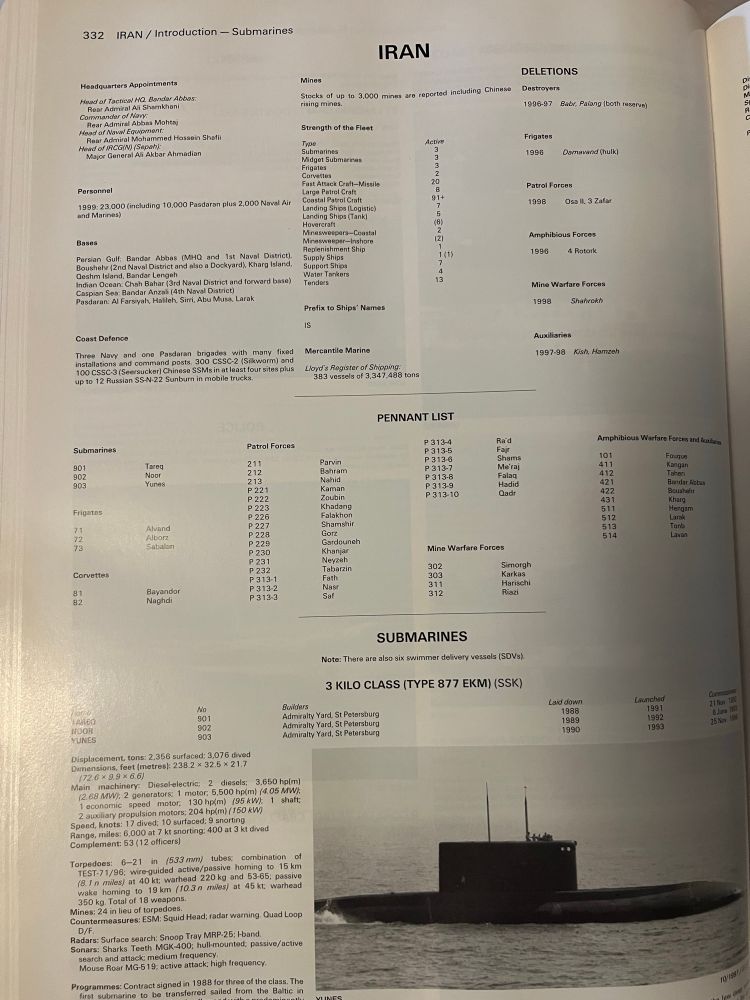 332 IRAN / Introduction — Submarines
IRAN
Headquarters Appointments
Head of Tactical HQ, Bandar Abbas:
Rear Admiral Ali Shamkhani
Commander of Navy:
Rear Admiral Abbas Mohtaj
Head of Naval Equipment:
Rear Admiral Mohammed Hossein Shafii
Head of IRCG(N) (Sepah):
Major General Ali Akbar Ahmadian
Personnel
1999: 23,000 (including 10,000 Pasdaran plus 2,000 Naval Air
and Marines)
Bases
Persian Gulf: Bandar Abbas (MHQ and 1st Naval District),
Boushehr (2nd Naval District and also a Dockyard), Kharg Island,
Qeshm Island, Bandar Lengeh
Indian Ocean: Chah Bahar (3rd Naval District and forward base)
Caspian Sea: Bandar Anzali (4th Naval District)
Pasdaran: Al Farsiyah, Halileh, Sirri, Abu Musa, Larak
Coast Defence
Three Navy and one Pasdaran brigades with many fixed
installations and command posts. 300 CSSC-2 (Silkworm) and
100 CSSC-3 (Seersucker) Chinese SSMs in at least four sites plus
up to 12 Russian SS-N-22 Sunburn in mobile trucks.
Mines
Stocks of up to 3,000 mines are reported including Chinese
rising mines.
Strength of the Fleet
Type Active
Submarines 3
Midget Submarines 3
Frigates 3
Corvettes 2
Fast Attack Craft—Missile 20
Large Patrol Craft 8
Coastal Patrol Craft 91+
Landing Ships (Logistic) 7
Landing Ships (Tank) 5
Hovercraft (6)
Minesweepers—Coastal 2
Minesweeper—Inshore (2)
Replenishment Ship 1
Supply Ships 1 (1)
Support Ships 7
Water Tankers 4
Tenders 13
Prefix to Ships' Names
IS
Mercantile Marine
Lloyd's Register of Shipping:
383 vessels of 3,347,488 tons
DELETIONS
Destroyers
1996-97 Babr, Palang (both reserve)
Frigates
1996 Damavand (hulk)
Patrol Forces
1998 Osa II, 3 Zafar
Amphibious Forces
1996 4 Rotork
Mine Warfare Forces
1998 Shahrokh
Auxiliaries
1997-98 Kish, Hamzeh
PENNANT LIST
Submarines
901 Tareq
902 Noor
903 Yunes
Frigates
71 Alvand
72 Alborz
73 Sabalan
Corvettes
81 Bayandor
82 Naghdi
Patrol Forces
211 Parvin
212 Bahram
213 Nahid
P 221 Kaman
P 222 Zoubin
P 223 Khadang
P 226 Falakhon
P 227 Shamshir
P 228 Gorz
P 229 Gardouneh
P 230 Khanjar
P 231 Neyzeh
P 232 Tabarzin
P 313-1 Fath
P 313-2 Nasr
P 313-3 Saf
P 313-4 Ra'd
P 313-5 Fajr
P 313-6 Shams
P 313-7 Me'raj
P 313-8 Falaq
P 313-9 Hadid
P 313-10 Qadr
Mine Warfare Forces
302 Simorgh
303 Karkas
311 Harischi
312 Riazi
Amphibious Warfare Forces and Auxiliaries
101 Fouque
411 Kangan
412 Taheri
421 Bandar Abbas
422 Boushehr
431 Kharg
511 Hengam
512 Larak
513 Tonb
514 Lavan
SUBMARINES
Note: There are also six swimmer delivery vessels (SDVs).
3 KILO CLASS (TYPE 877 EKM) (SSK)
Name No Builders Laid down Launched Commissioned
TAREQ 901 Admiralty Yard, St Petersburg 1988 1991 21 Nov
NOOR 902 Admiralty Yard, St Petersburg 1989 1992 6 June
YUNES 903 Admiralty Yard, St Petersburg 1990 1993 25 Nov
Displacement, tons: 2,356 surfaced; 3,076 dived
Dimensions, feet (metres): 238.2 × 32.5 × 21.7
(72.6 × 9.9 × 6.6)
Main machinery: Diesel-electric; 2 diesels; 3,650 hp(m)
(2.68 MW); 2 generators; 1 motor; 5,500 hp(m) (4.05 MW);
1 economic speed motor; 130 hp(m) (95 kW); 1 shaft;
2 auxiliary propulsion motors; 204 hp(m) (150 kW)
Speed, knots: 17 dived; 10 surfaced; 9 snorting
Range, miles: 6,000 at 7 kt snorting; 400 at 3 kt dived
Complement: 53 (12 officers)
Torpedoes: 6—21 in (533 mm) tubes; combination of
TEST-71/96; wire-guided active/passive homing to 15 km
(8.1 n miles) at 40 kt; warhead 220 kg and 53-65; passive
wake homing to 19 km (10.3 n miles) at 45 kt; warhead
350 kg. Total of 18 weapons.
Mines: 24 in lieu of torpedoes.
Countermeasures: ESM: Squid Head; radar warning. Quad Loop
D/F.
Radars: Surface search: Snoop Tray MRP-25; I-band.
Sonars: Sharks Teeth MGK-400; hull-mounted; passive/active
search and attack; medium frequency.
Mouse Roar MG-519; active attack; high frequency.
Programmes: Contract signed in 1988 for three of the class. The
first submarine to be transferred sailed from the Baltic in
YUNES
10/1997